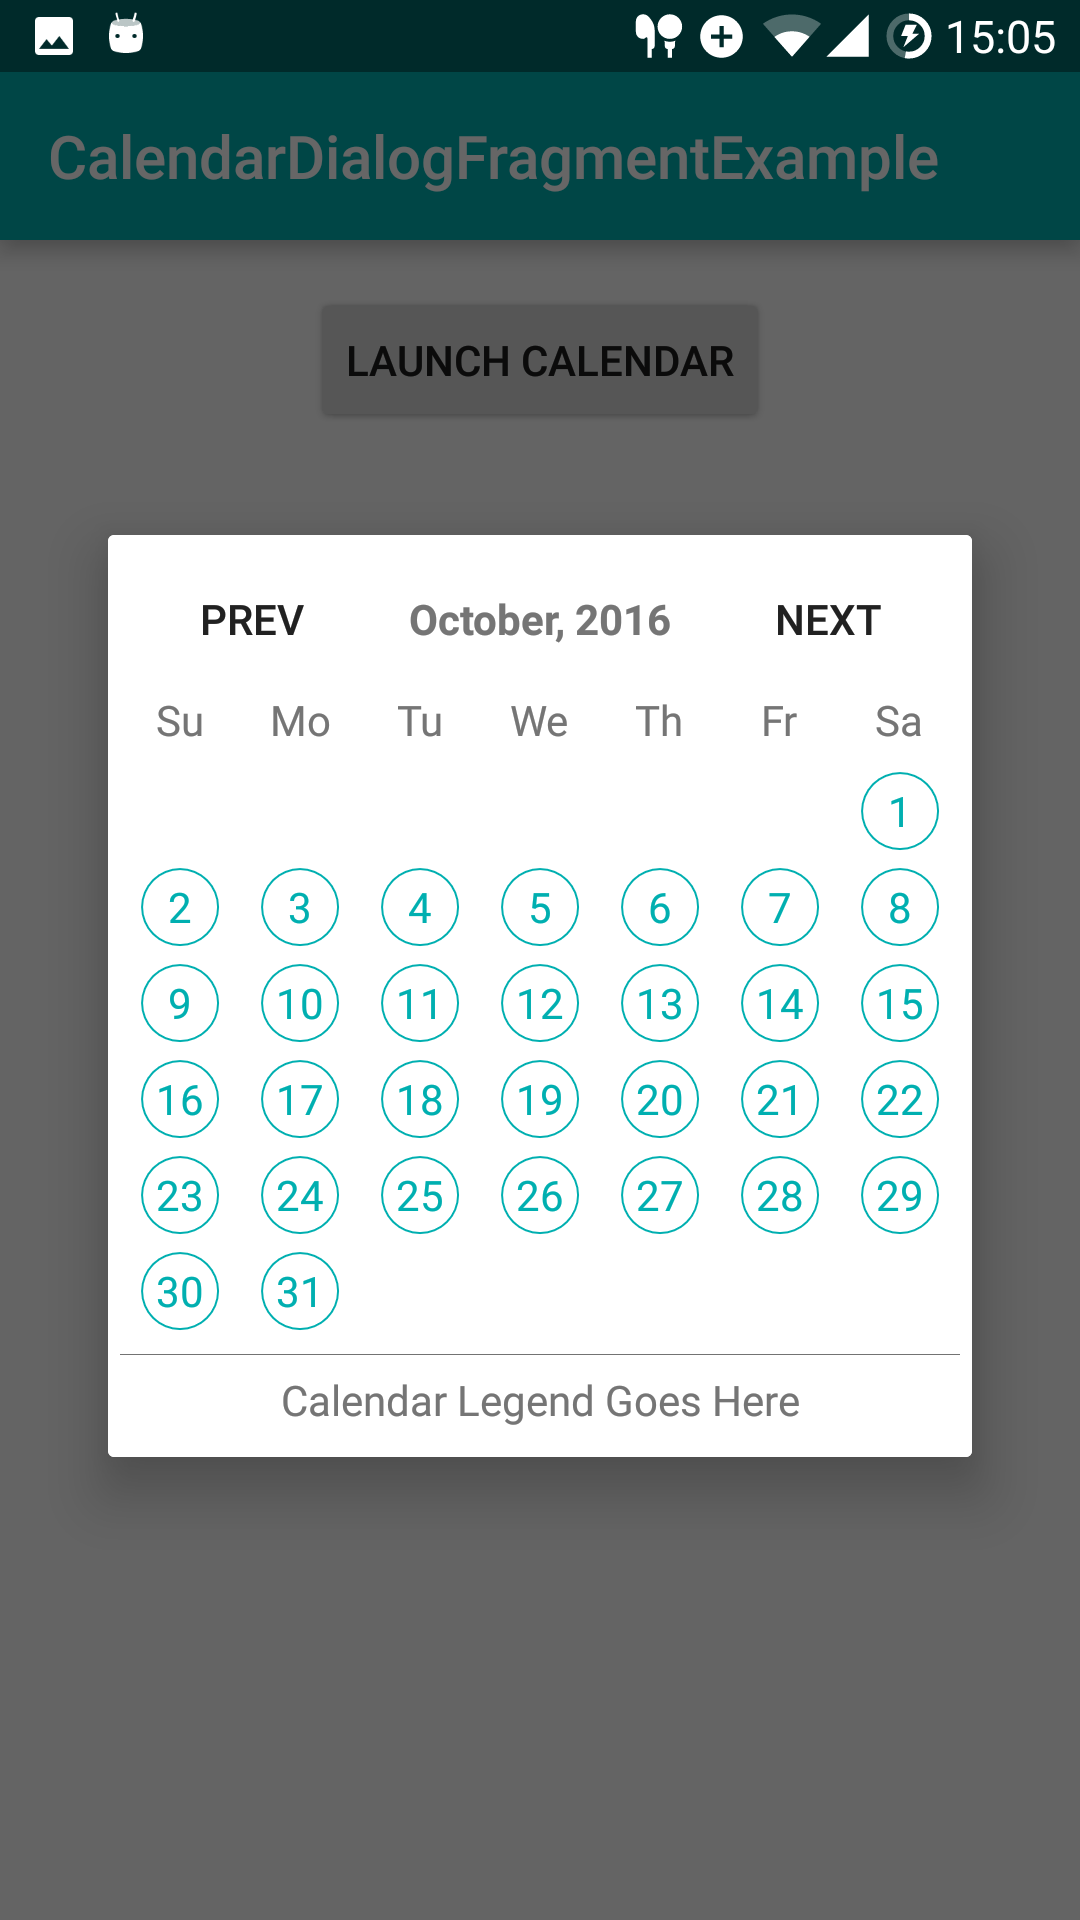 15:05
CalendarDialogFragmentExample
LAUNCH CALENDAR
PREV October, 2016 NEXT
Su Mo Tu We Th Fr Sa
1
2 3 4 5 6 7 8
9 10 11 12 13 14 15
16 17 18 19 20 21 22
23 24 25 26 27 28 29
30 31
Calendar Legend Goes Here